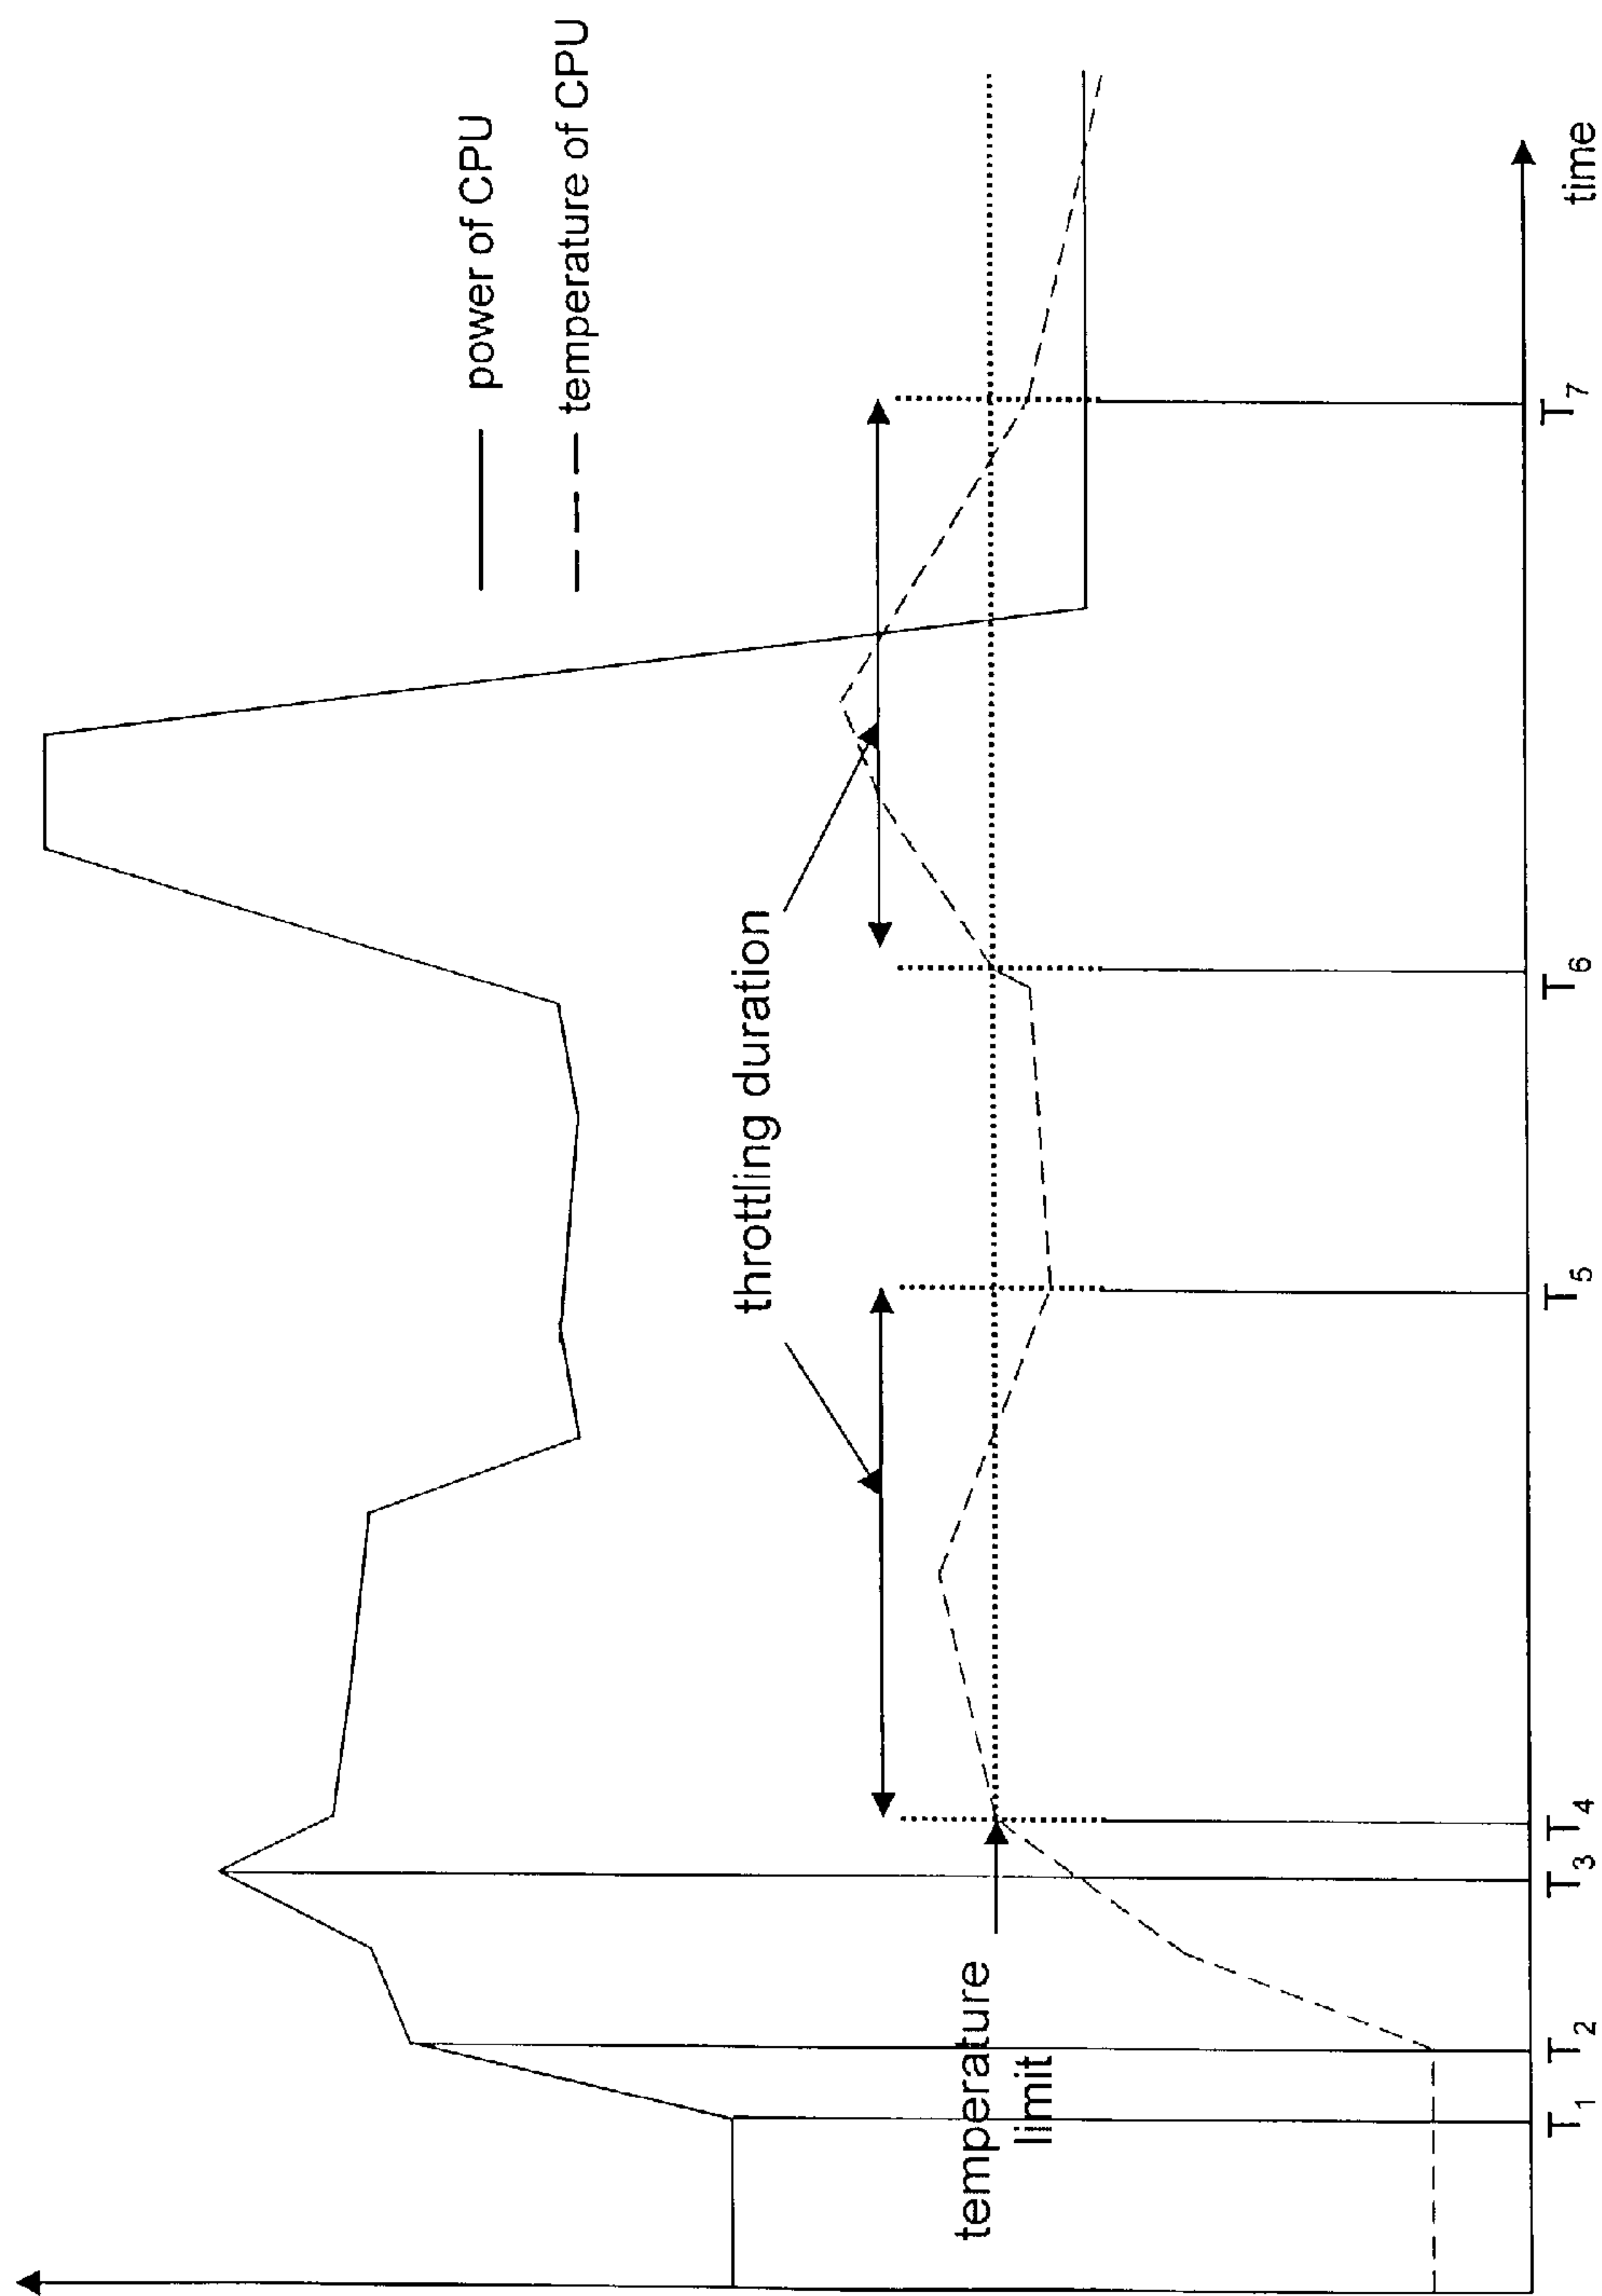 power of CPU
temperature of CPU
throttling duration
temperature
limit
T1
T2
T3
T4
T5
T6
T7
time